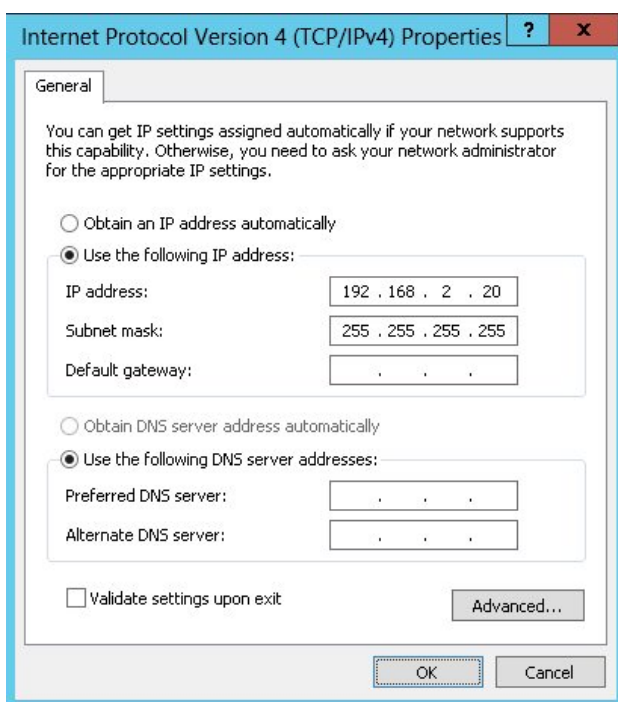 Internet Protocol Version 4 (TCP/IPv4) Properties ? x
General
You can get IP settings assigned automatically if your network supports
this capability. Otherwise, you need to ask your network administrator
for the appropriate IP settings.
Obtain an IP address automatically
Use the following IP address:
IP address: 192 . 168 . 2 . 20
Subnet mask: 255 . 255 . 255 . 255
Default gateway: . . .
Obtain DNS server address automatically
Use the following DNS server addresses:
Preferred DNS server: . . .
Alternate DNS server: . . .
Validate settings upon exit
Advanced...
OK Cancel